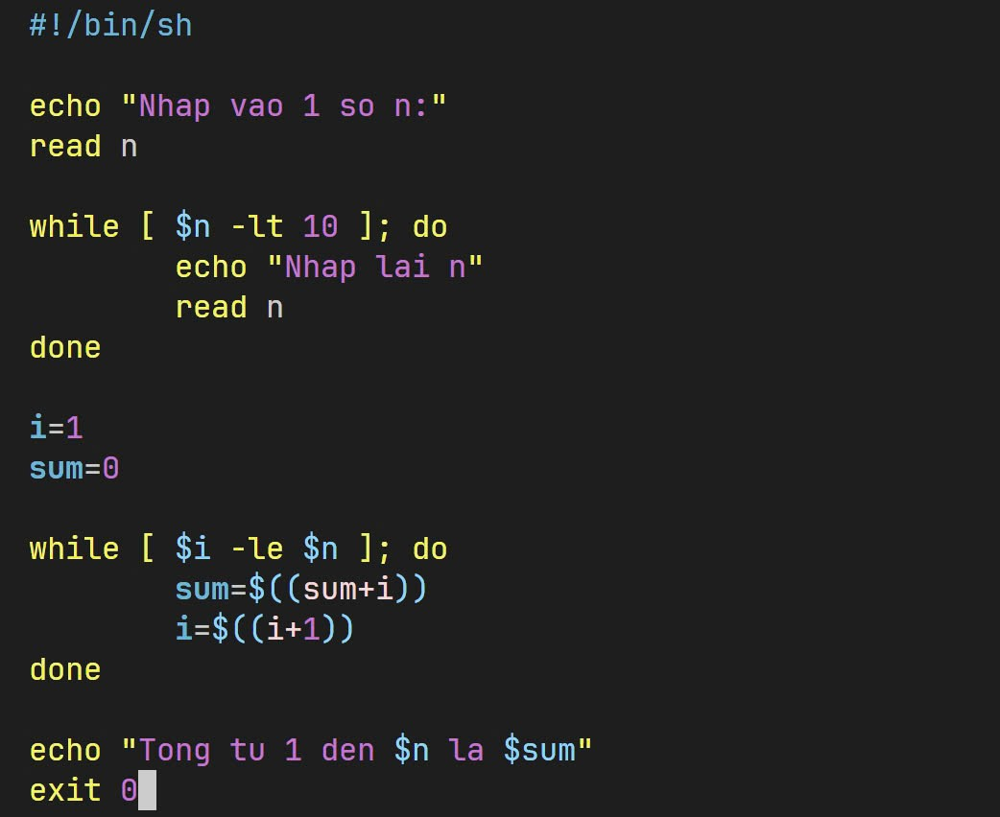 #!/bin/sh
echo "Nhap vao 1 so n:"
read n
while [ $n -lt 10 ]; do
        echo "Nhap lai n"
        read n
done
i=1
sum=0
while [ $i -le $n ]; do
        sum=$((sum+i))
        i=$((i+1))
done
echo "Tong tu 1 den $n la $sum"
exit 0